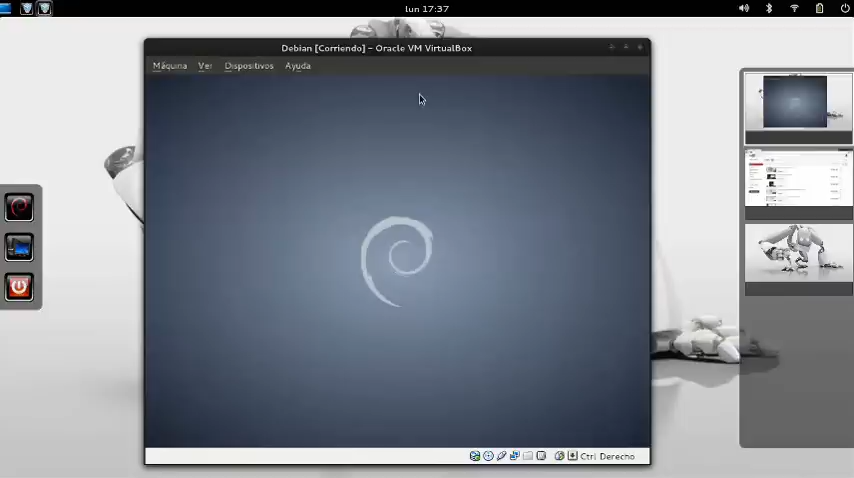 lun 17:37
Debian [Corriendo] – Oracle VM VirtualBox
Máquina Ver Dispositivos Ayuda
Ctrl Derecho